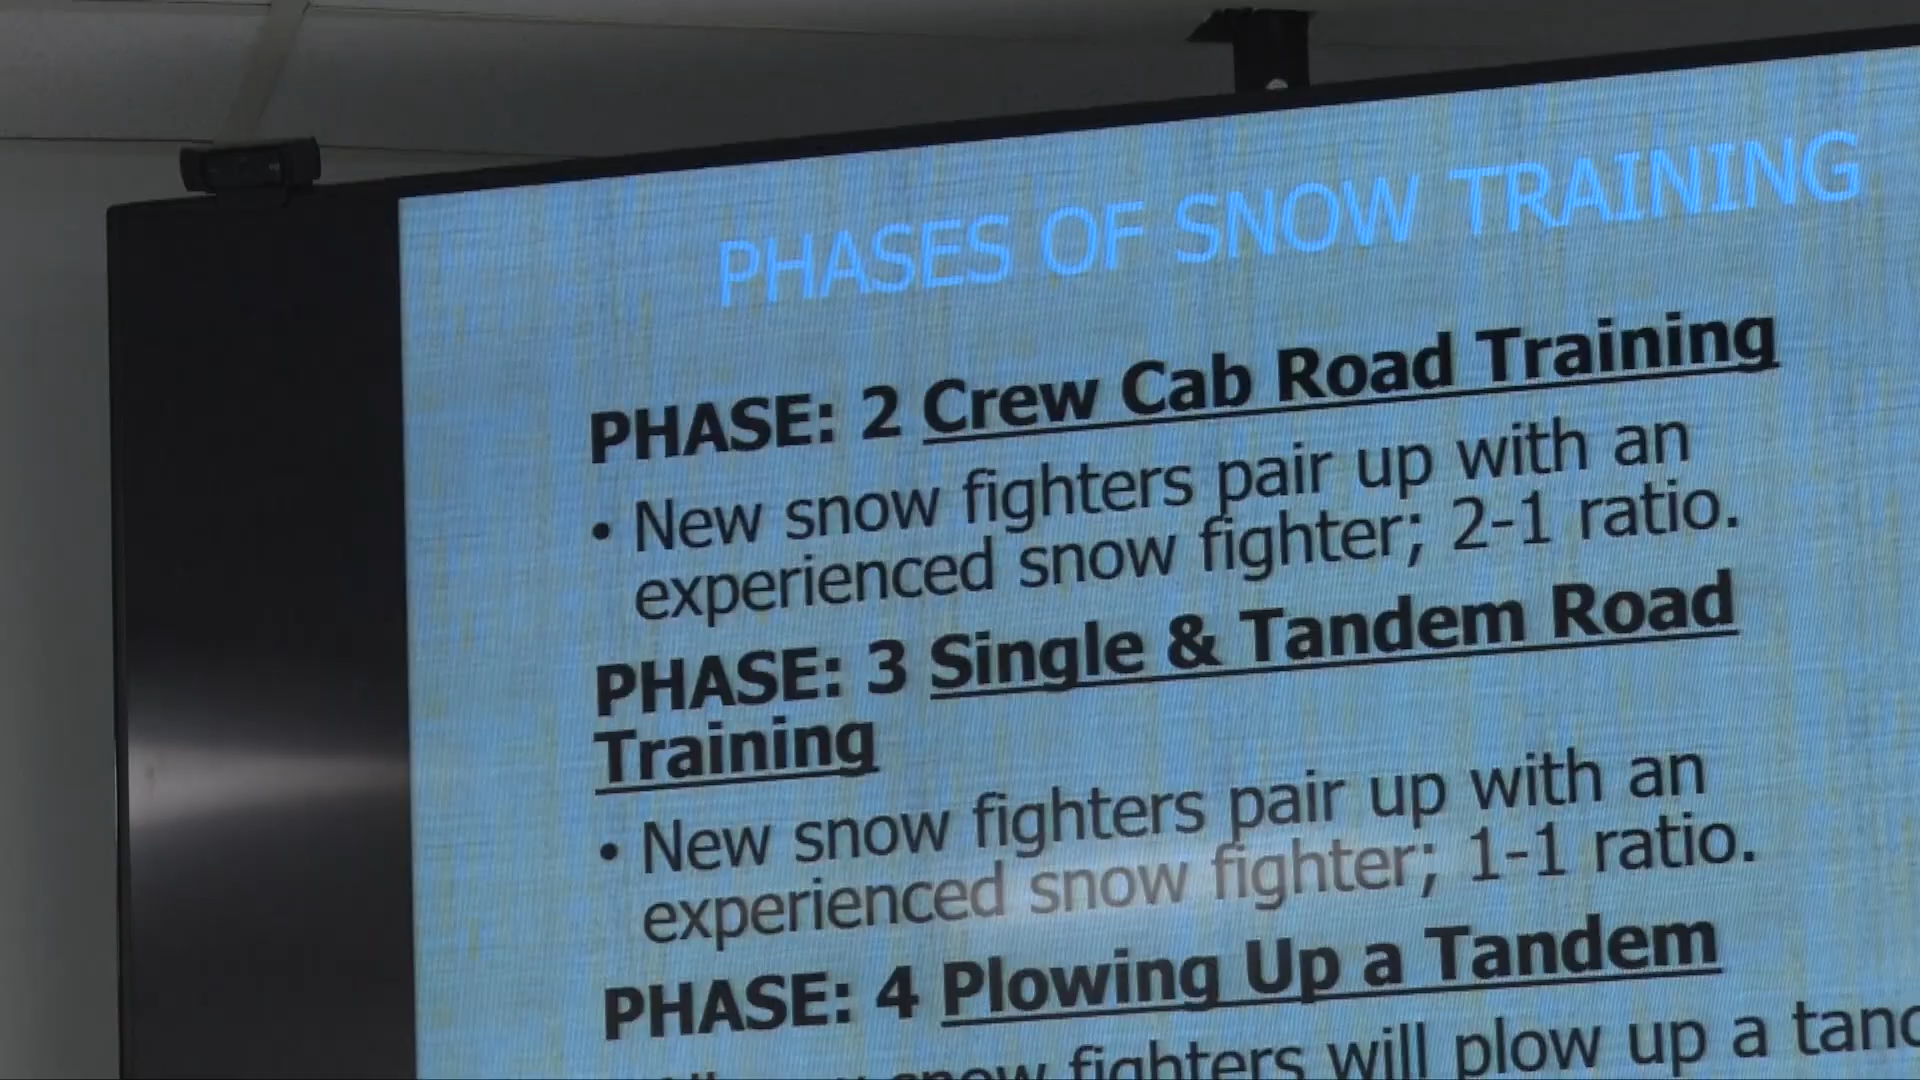 PHASES OF SNOW TRAINING
PHASE: 2 Crew Cab Road Training
• New snow fighters pair up with an
experienced snow fighter; 2-1 ratio.
PHASE: 3 Single & Tandem Road
Training
• New snow fighters pair up with an
experienced snow fighter; 1-1 ratio.
PHASE: 4 Plowing Up a Tandem
snow fighters will plow up a